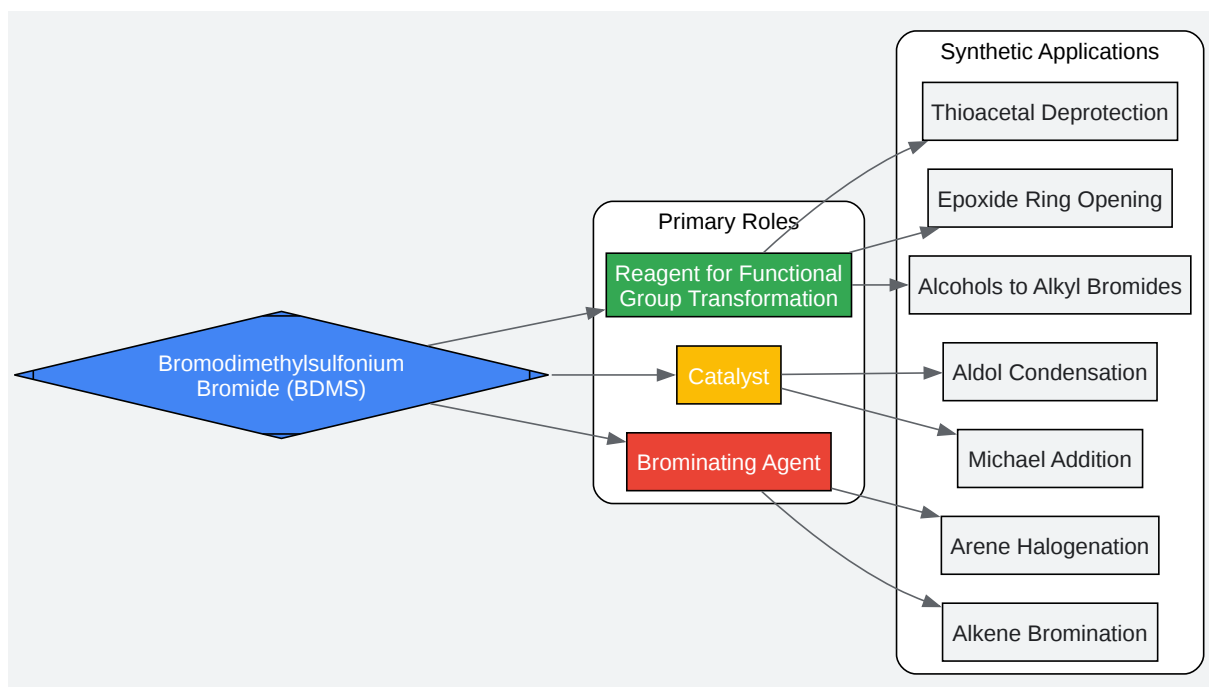 Bromodimethylsulfonium
Bromide (BDMS)
Primary Roles
Reagent for Functional
Group Transformation
Catalyst
Brominating Agent
Synthetic Applications
Thioacetal Deprotection
Epoxide Ring Opening
Alcohols to Alkyl Bromides
Aldol Condensation
Michael Addition
Arene Halogenation
Alkene Bromination